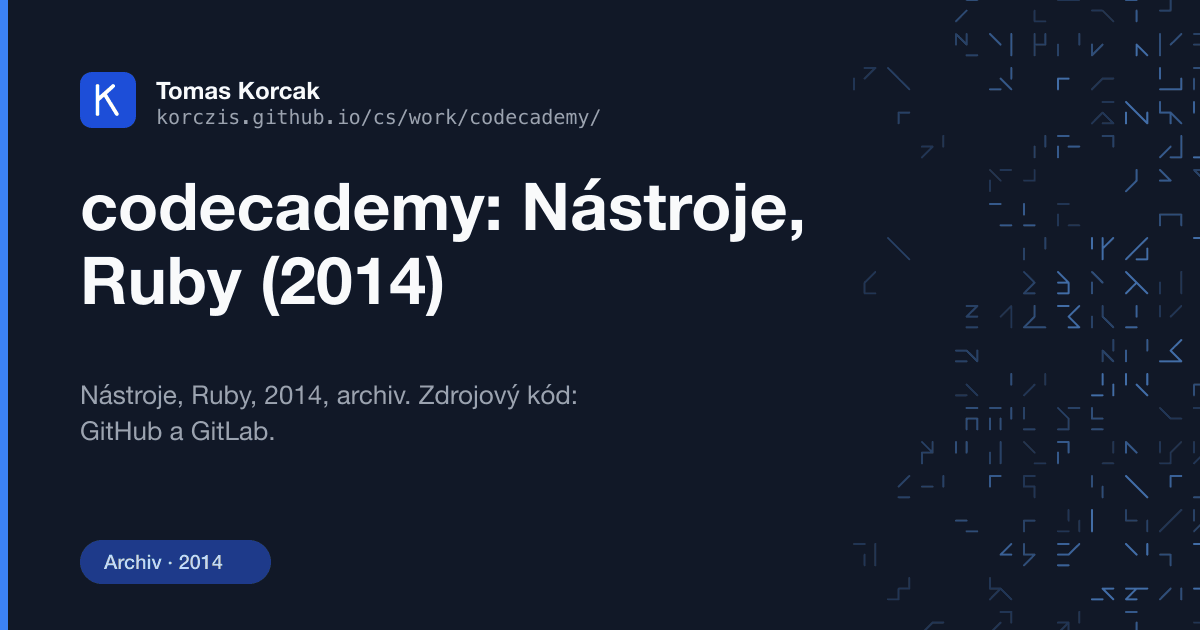 K
Tomas Korcak
korczis.github.io/cs/work/codecademy/
codecademy: Nástroje,
Ruby (2014)
Nástroje, Ruby, 2014, archiv. Zdrojový kód:
GitHub a GitLab.
Archiv · 2014